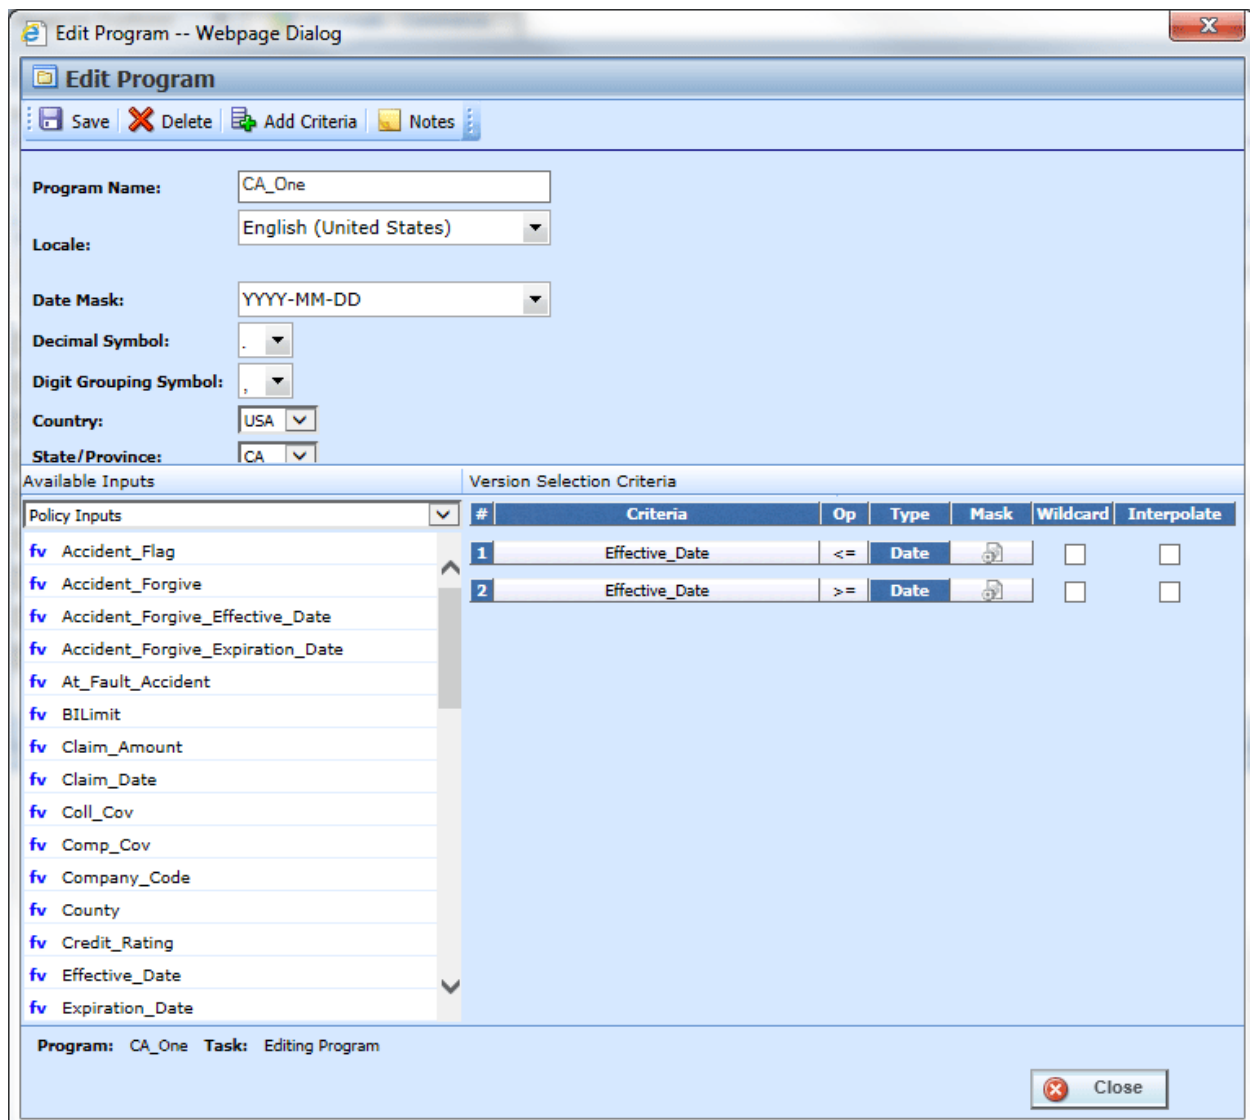 Edit Program -- Webpage Dialog
Edit Program
Save Delete Add Criteria Notes
Program Name: CA_One
Locale: English (United States)
Date Mask: YYYY-MM-DD
Decimal Symbol: .
Digit Grouping Symbol: ,
Country: USA
State/Province: CA
Available Inputs
Policy Inputs
fv Accident_Flag
fv Accident_Forgive
fv Accident_Forgive_Effective_Date
fv Accident_Forgive_Expiration_Date
fv At_Fault_Accident
fv BILimit
fv Claim_Amount
fv Claim_Date
fv Coll_Cov
fv Comp_Cov
fv Company_Code
fv County
fv Credit_Rating
fv Effective_Date
fv Expiration_Date
Version Selection Criteria
# Criteria Op Type Mask Wildcard Interpolate
1 Effective_Date <= Date
2 Effective_Date >= Date
Program: CA_One Task: Editing Program
Close